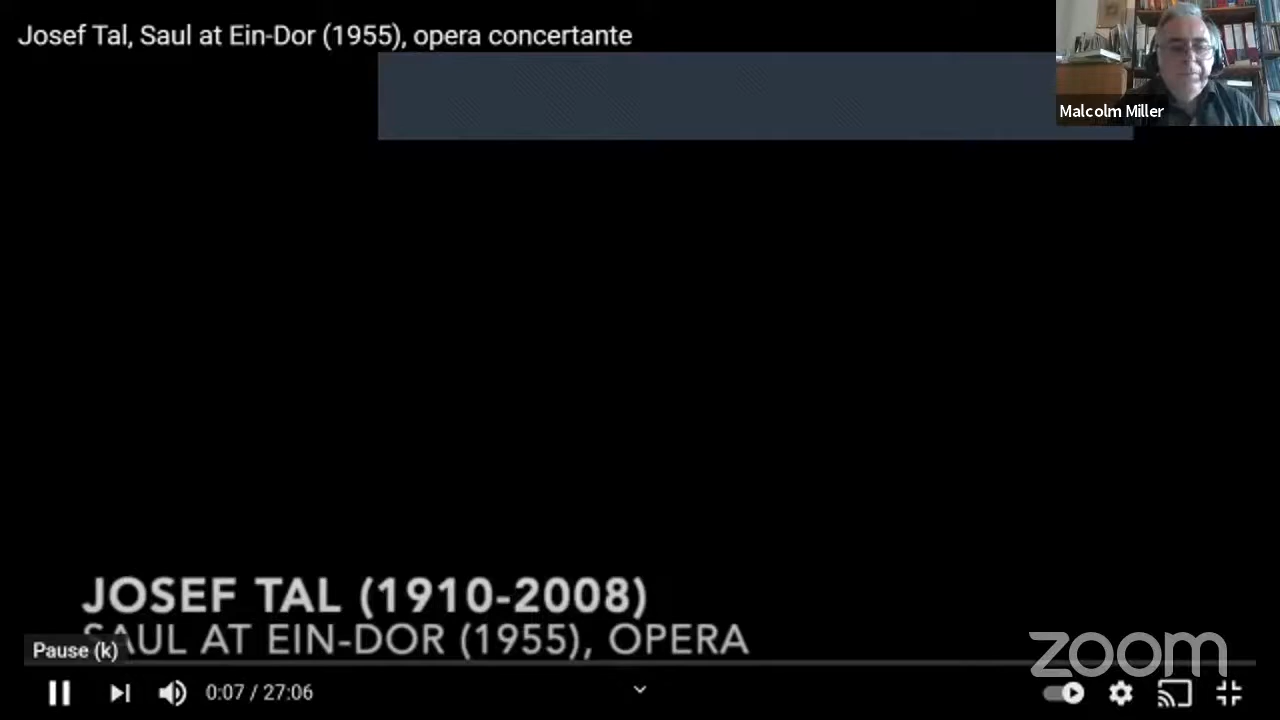 Josef Tal, Saul at Ein-Dor (1955), opera concertante
Malcolm Miller
JOSEF TAL (1910-2008)
SAUL AT EIN-DOR (1955), OPERA
Pause (k)
zoom
0:07 / 27:06